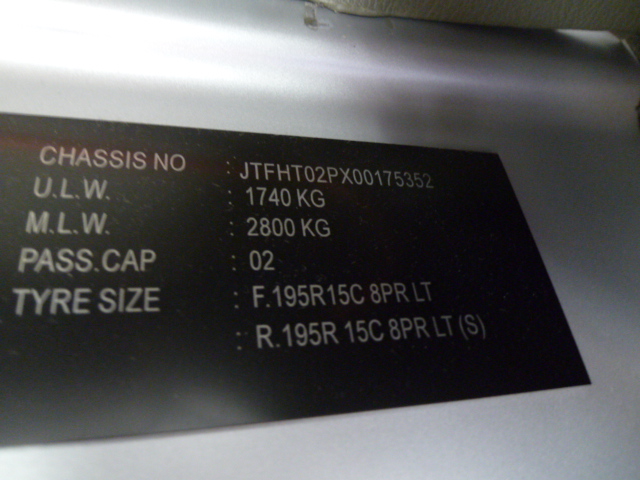 CHASSIS NO : JTFHT02PX00175352
U.L.W. : 1740 KG
M.L.W. : 2800 KG
PASS.CAP : 02
TYRE SIZE : F.195R15C 8PR LT
: R.195R 15C 8PR LT (S)